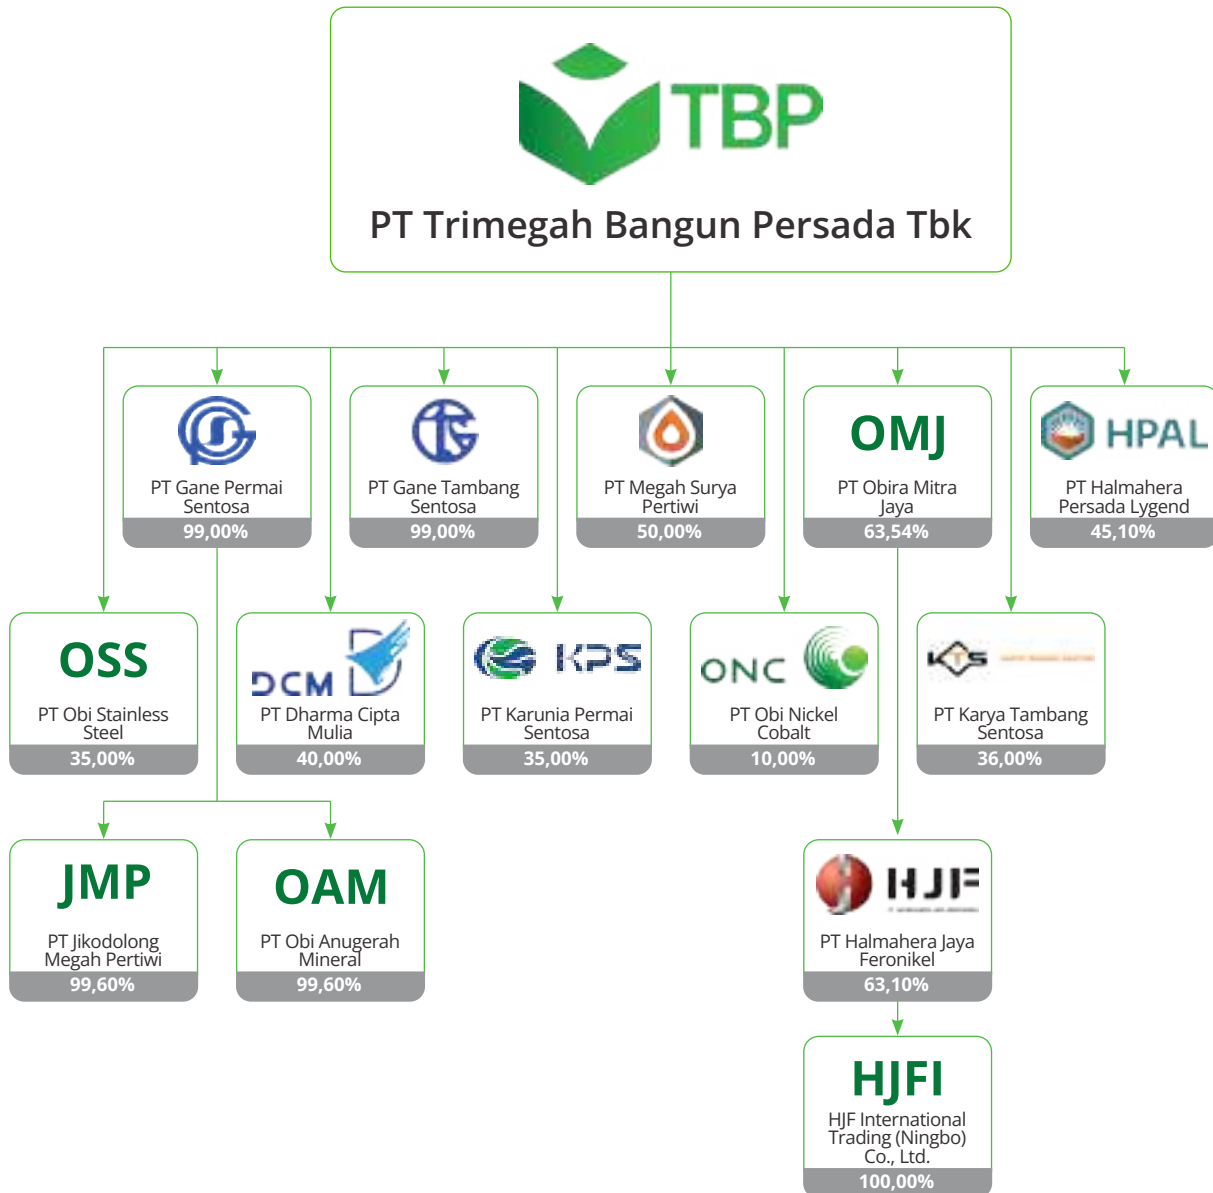 TBP
PT Trimegah Bangun Persada Tbk
PT Gane Permai
Sentosa
99,00%
PT Gane Tambang
Sentosa
99,00%
PT Megah Surya
Pertiwi
50,00%
OMJ
PT Obira Mitra
Jaya
63,54%
HPAL
PT Halmahera
Persada Lygend
45,10%
OSS
PT Obi Stainless
Steel
35,00%
DCM
PT Dharma Cipta
Mulia
40,00%
KPS
PT Karunia Permai
Sentosa
35,00%
ONC
PT Obi Nickel
Cobalt
10,00%
KTS
PT Karya Tambang
Sentosa
36,00%
JMP
PT Jikodolong
Megah Pertiwi
99,60%
OAM
PT Obi Anugerah
Mineral
99,60%
HJF
PT Halmahera Jaya
Feronikel
63,10%
HJFI
HJF International
Trading (Ningbo)
Co., Ltd.
100,00%